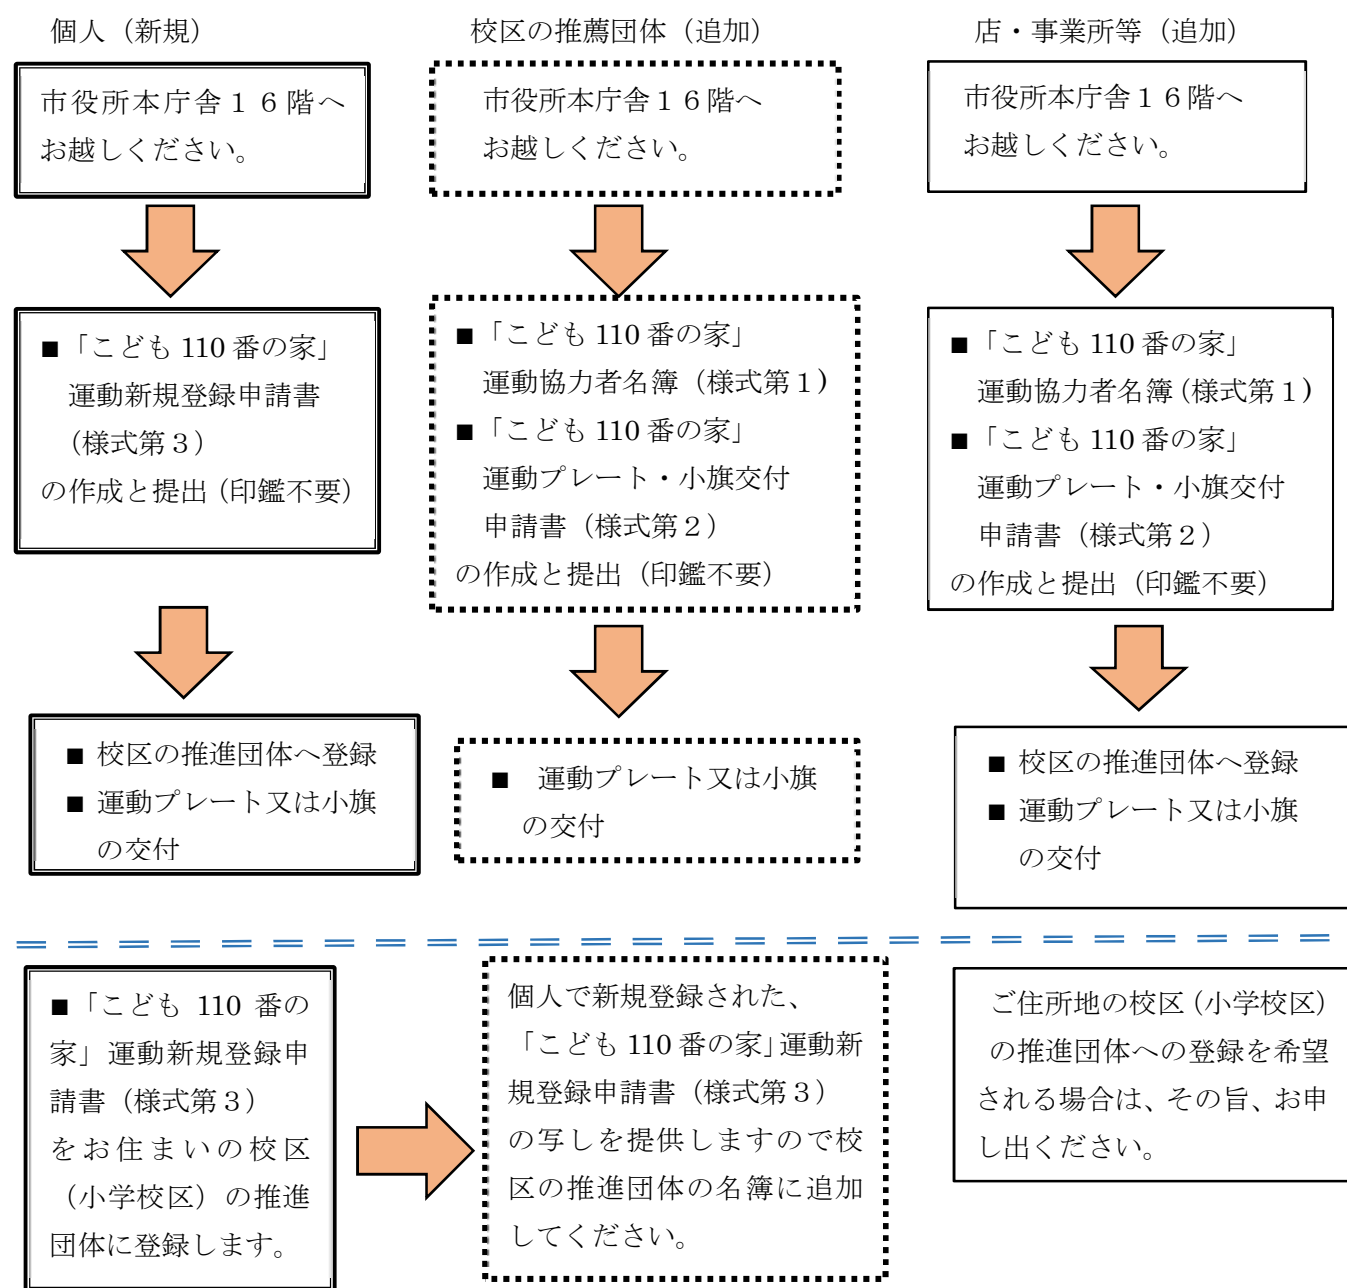 個人（新規）
市役所本庁舎１６階へ
お越しください。
■「こども 110 番の家」
運動新規登録申請書
（様式第３）
の作成と提出（印鑑不要）
■ 校区の推進団体へ登録
■ 運動プレート又は小旗
の交付
校区の推薦団体（追加）
市役所本庁舎１６階へ
お越しください。
■「こども 110 番の家」
運動協力者名簿（様式第１）
■「こども 110 番の家」
運動プレート・小旗交付
申請書（様式第２）
の作成と提出（印鑑不要）
■ 運動プレート又は小旗
の交付
店・事業所等（追加）
市役所本庁舎１６階へ
お越しください。
■「こども 110 番の家」
運動協力者名簿（様式第１）
■「こども 110 番の家」
運動プレート・小旗交付
申請書（様式第２）
の作成と提出（印鑑不要）
■ 校区の推進団体へ登録
■ 運動プレート又は小旗
の交付
■「こども 110 番の
家」運動新規登録申
請書（様式第３）
をお住まいの校区
（小学校区）の推進
団体に登録します。
個人で新規登録された、
「こども 110 番の家」運動新
規登録申請書（様式第３）
の写しを提供しますので校
区の推進団体の名簿に追加
してください。
ご住所地の校区（小学校区）
の推進団体への登録を希望
される場合は、その旨、お申
し出ください。